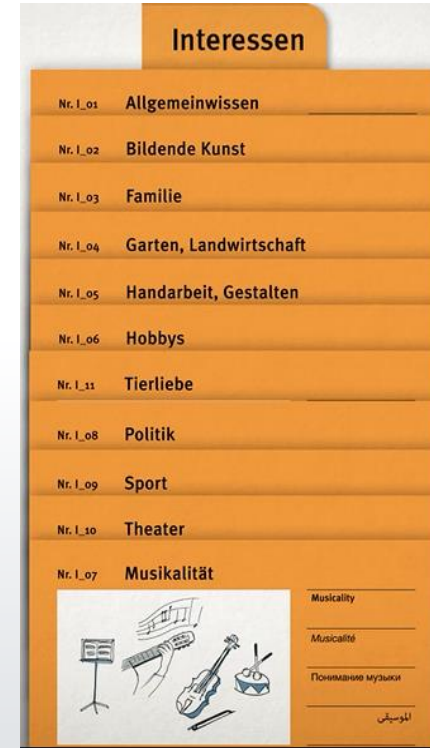 Interessen
Nr. I_01 Allgemeinwissen
Nr. I_02 Bildende Kunst
Nr. I_03 Familie
Nr. I_04 Garten, Landwirtschaft
Nr. I_05 Handarbeit, Gestalten
Nr. I_06 Hobbys
Nr. I_11 Tierliebe
Nr. I_08 Politik
Nr. I_09 Sport
Nr. I_10 Theater
Nr. I_07 Musikalität
Musicality
Musicalité
Понимание музыки
الموسيقى